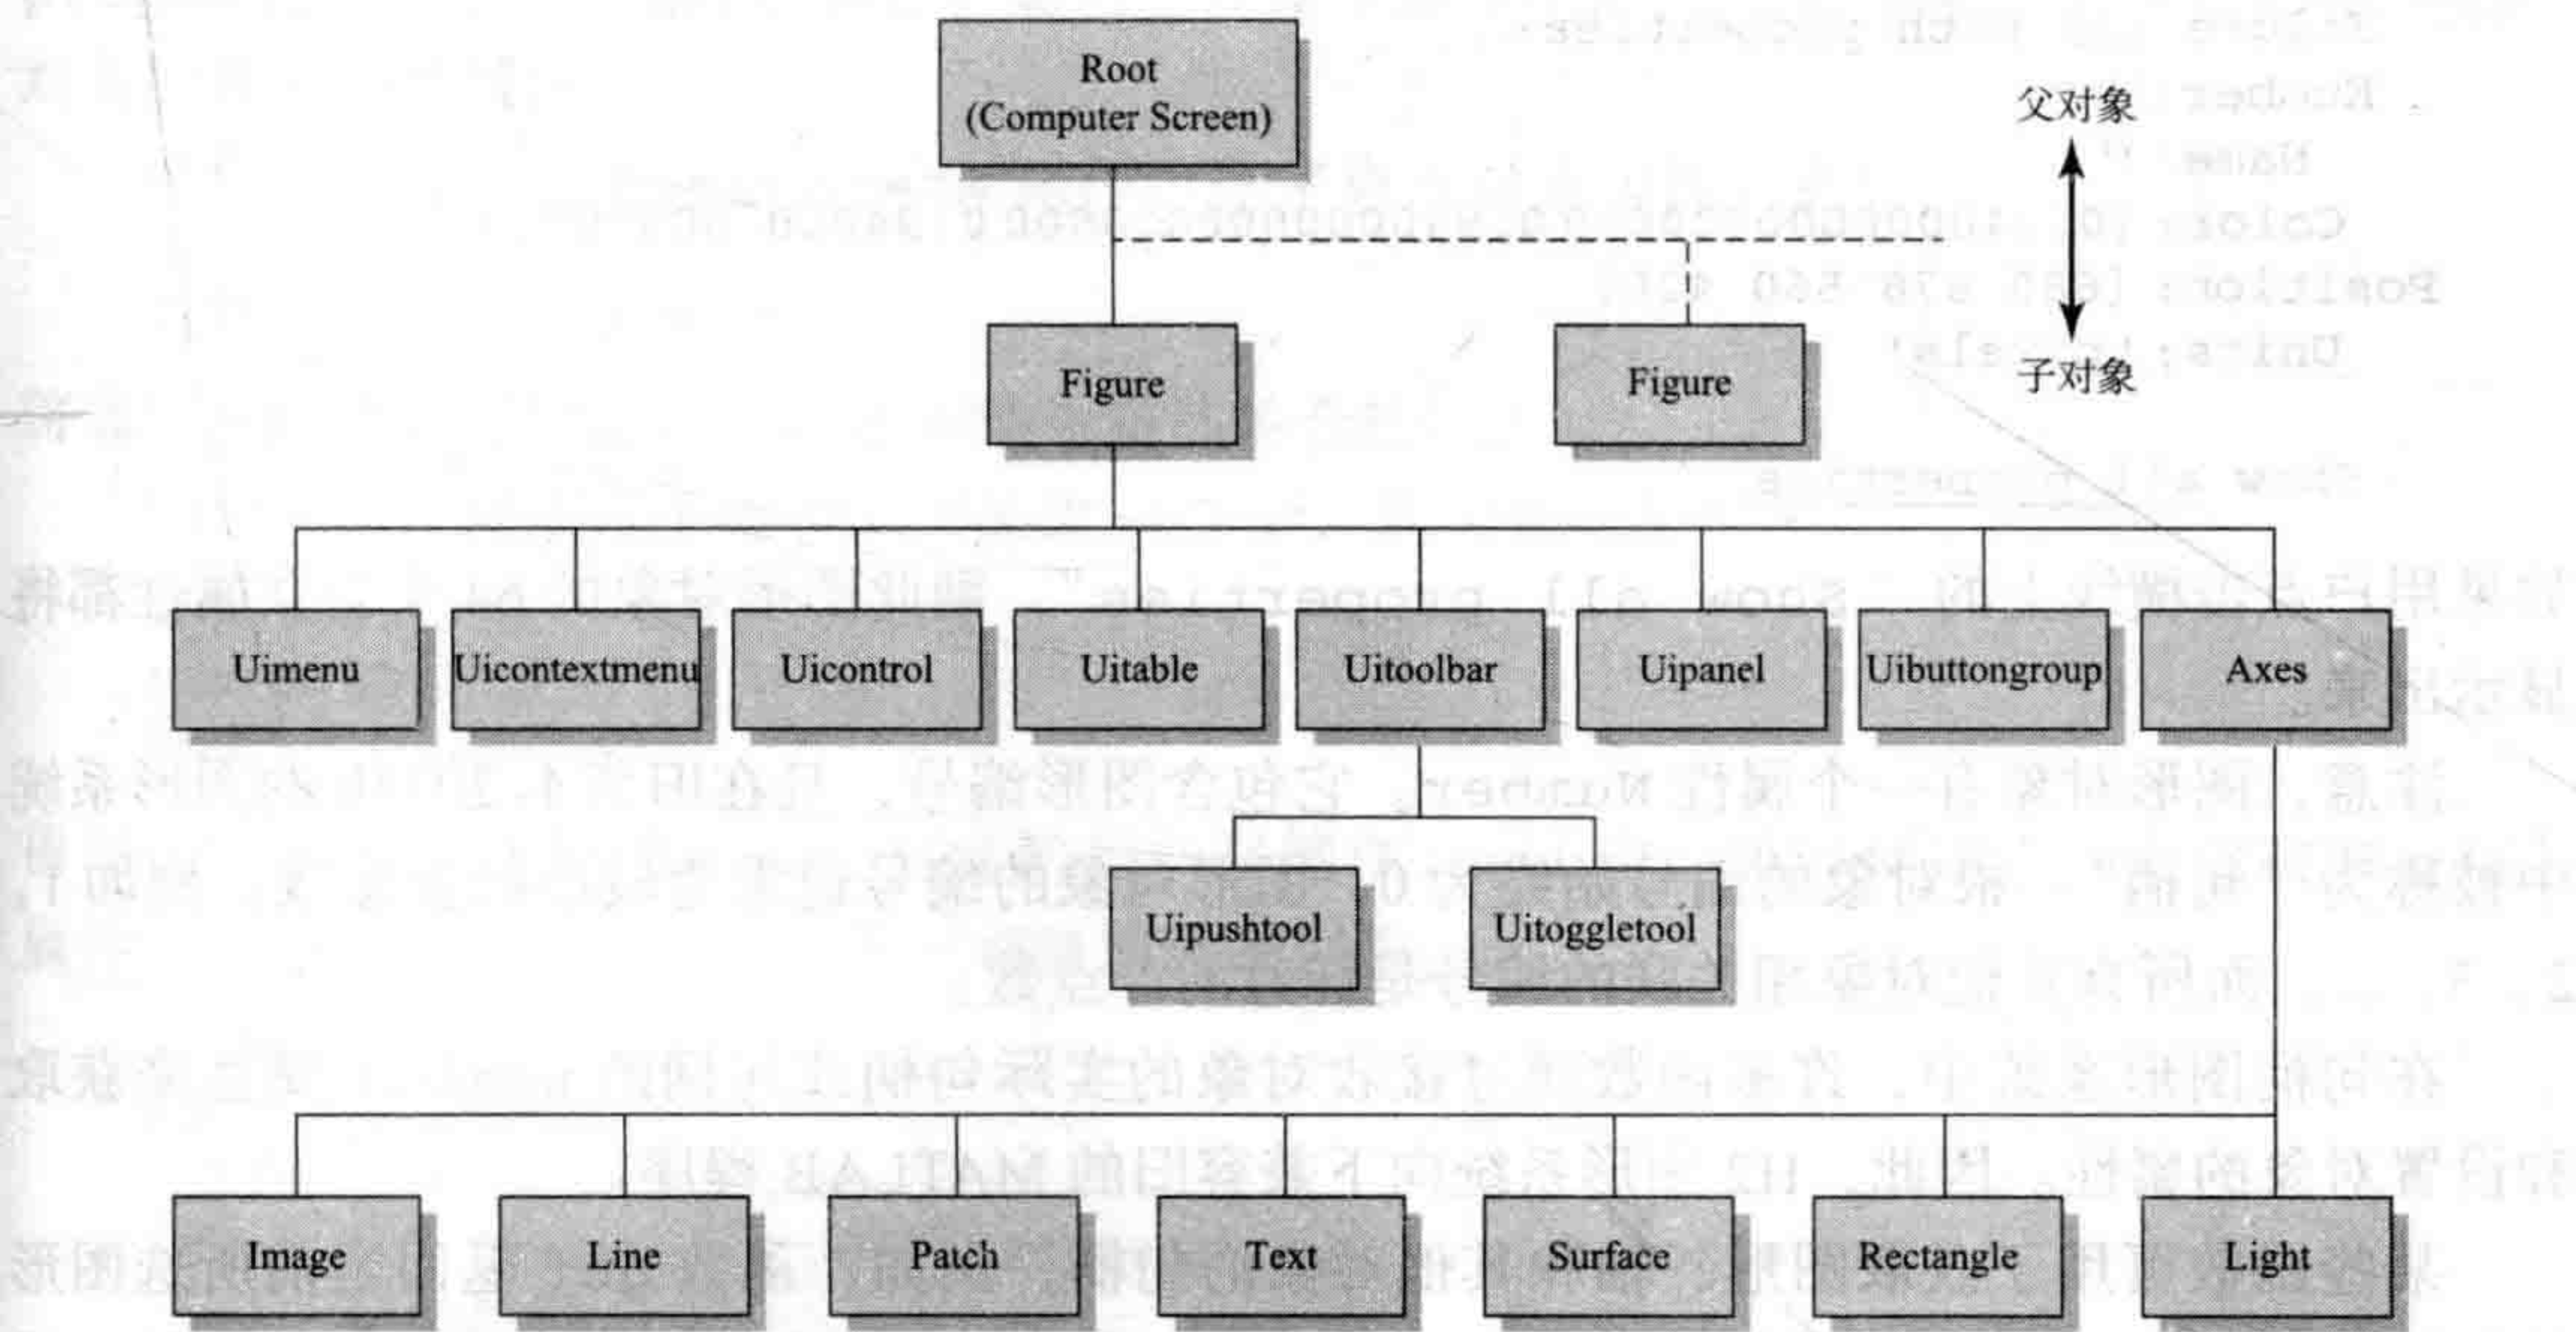 Root
(Computer Screen)
父对象
子对象
Figure
Figure
Uimenu
Uicontextmenu
Uicontrol
Uitable
Uitoolbar
Uipanel
Uibuttongroup
Axes
Uipushtool
Uitoggletool
Image
Line
Patch
Text
Surface
Rectangle
Light